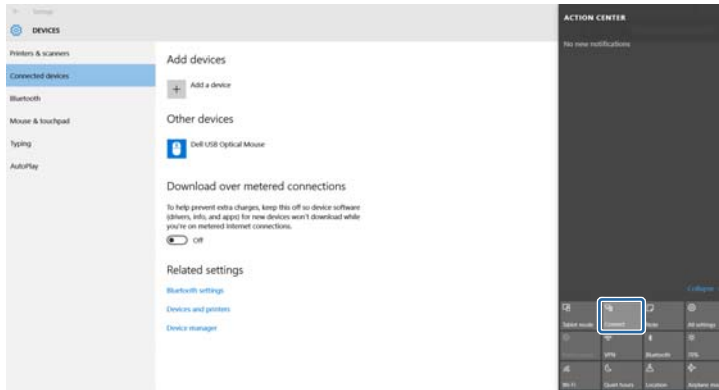 Settings
DEVICES
Printers & scanners
Connected devices
Bluetooth
Mouse & touchpad
Typing
AutoPlay
Add devices
Add a device
Other devices
Dell USB Optical Mouse
Download over metered connections
To help prevent extra charges, keep this off so device software
(drivers, info, and apps) for new devices won't download while
you're on metered Internet connections.
Off
Related settings
Bluetooth settings
Devices and printers
Device manager
ACTION CENTER
No new notifications
Collapse
Tablet mode
Connect
Note
All settings
VPN
Bluetooth
70%
Wi-Fi
Quiet hours
Location
Airplane mo